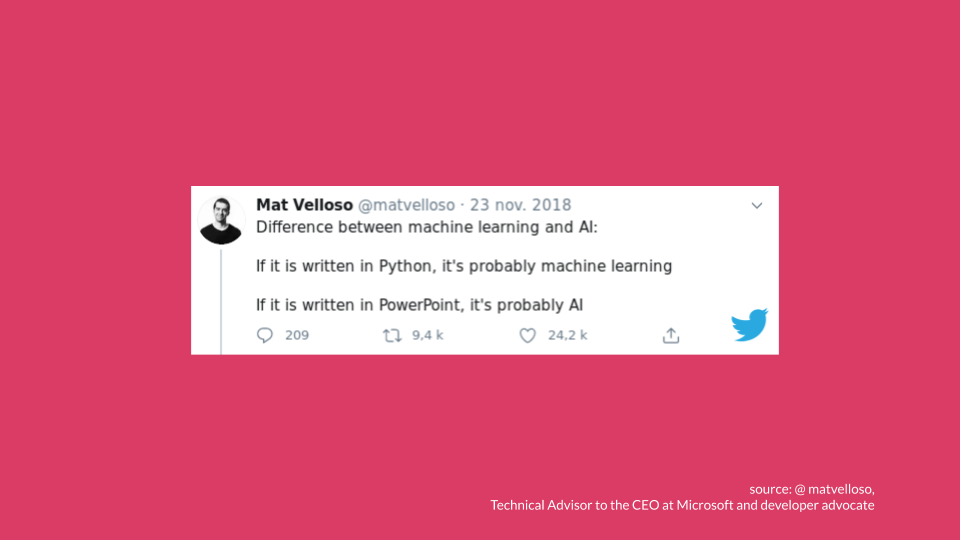 Mat Velloso @matvelloso · 23 nov. 2018
Difference between machine learning and AI:
If it is written in Python, it's probably machine learning
If it is written in PowerPoint, it's probably AI
209 9,4 k 24,2 k
source: @ matvelloso,
Technical Advisor to the CEO at Microsoft and developer advocate